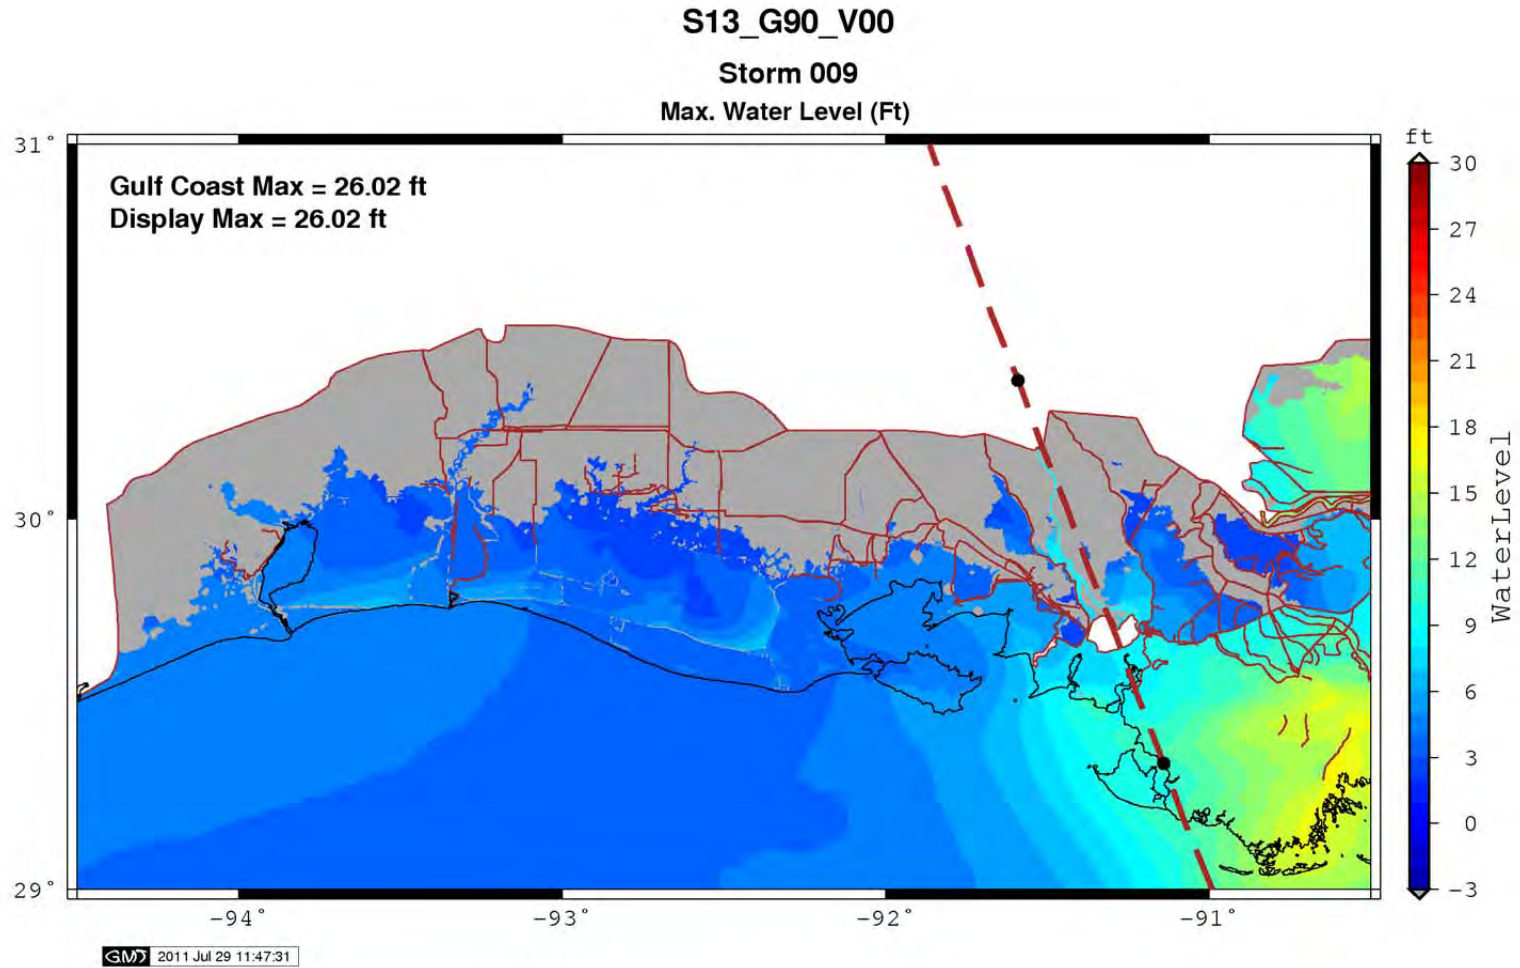 S13_G90_V00
Storm 009
Max. Water Level (Ft)
Gulf Coast Max = 26.02 ft
Display Max = 26.02 ft
31°
30°
29°
-94°
-93°
-92°
-91°
ft
30
27
24
21
18
15
12
9
6
3
0
-3
WaterLevel
GMT 2011 Jul 29 11:47:31